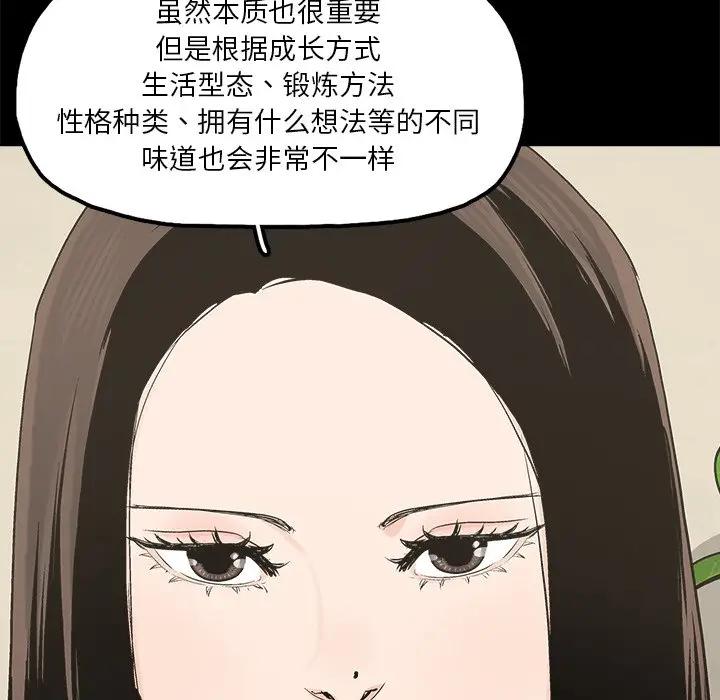 虽然本质也很重要
但是根据成长方式
生活型态、锻炼方法
性格种类、拥有什么想法等的不同
味道也会非常不一样